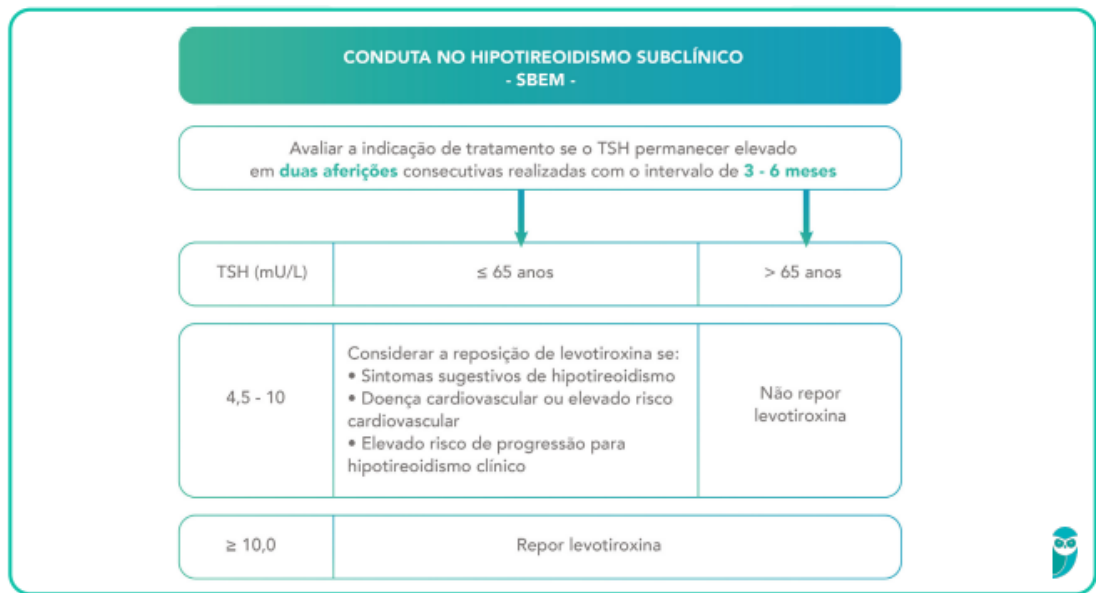 CONDUTA NO HIPOTIREOIDISMO SUBCLÍNICO
- SBEM -
Avaliar a indicação de tratamento se o TSH permanecer elevado
em duas aferições consecutivas realizadas com o intervalo de 3 - 6 meses
TSH (mU/L)
≤ 65 anos
> 65 anos
4,5 - 10
Considerar a reposição de levotiroxina se:
• Sintomas sugestivos de hipotireoidismo
• Doença cardiovascular ou elevado risco
cardiovascular
• Elevado risco de progressão para
hipotireoidismo clínico
Não repor
levotiroxina
≥ 10,0
Repor levotiroxina